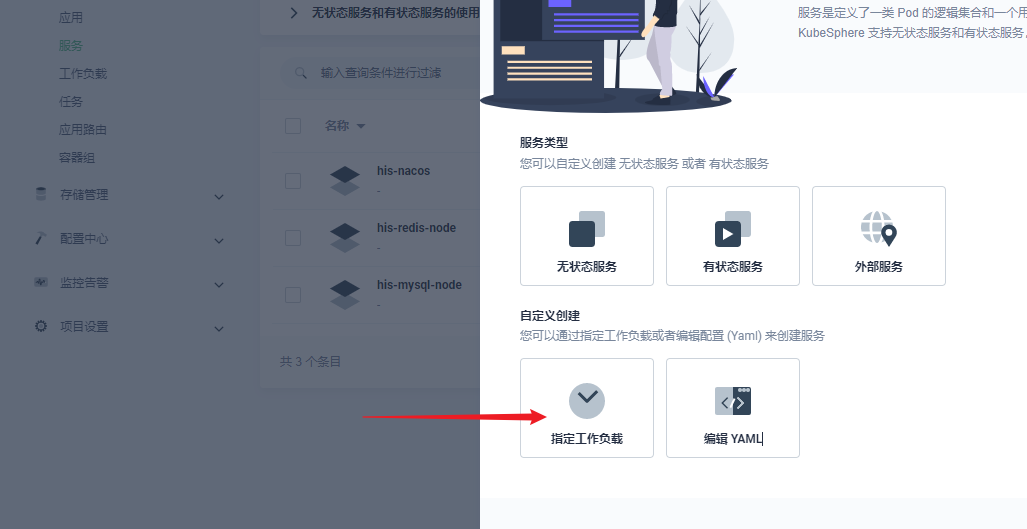 应用
服务
工作负载
任务
应用路由
容器组
存储管理
配置中心
监控告警
项目设置
无状态服务和有状态服务的使用
输入查询条件进行过滤
名称
his-nacos
-
his-redis-node
-
his-mysql-node
-
共 3 个条目
服务是定义了一类 Pod 的逻辑集合和一个用
KubeSphere 支持无状态服务和有状态服务，
服务类型
您可以自定义创建 无状态服务 或者 有状态服务
无状态服务
有状态服务
外部服务
自定义创建
您可以通过指定工作负载或者编辑配置 (Yaml) 来创建服务
指定工作负载
编辑 YAML